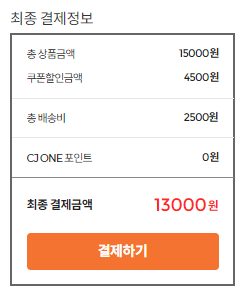 최종 결제정보
총 상품금액 15000원
쿠폰할인금액 4500원
총 배송비 2500원
CJ ONE 포인트 0원
최종 결제금액 13000원
결제하기